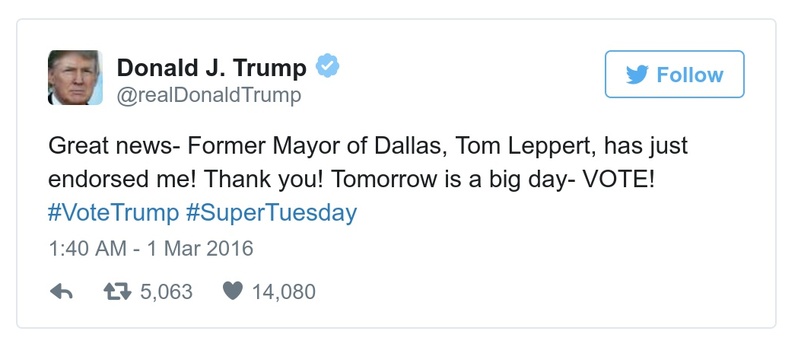 Donald J. Trump
@realDonaldTrump
Follow
Great news- Former Mayor of Dallas, Tom Leppert, has just
endorsed me! Thank you! Tomorrow is a big day- VOTE!
#VoteTrump #SuperTuesday
1:40 AM - 1 Mar 2016
5,063 14,080